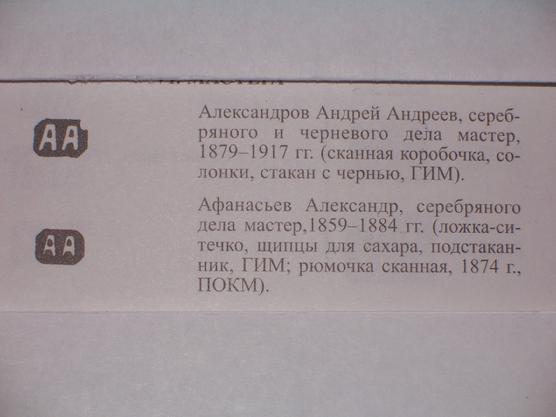 АА
Александров Андрей Андреев, сереб-
ряного и черневого дела мастер,
1879–1917 гг. (сканная коробочка, со-
лонки, стакан с чернью, ГИМ).
АА
Афанасьев Александр, серебряного
дела мастер,1859–1884 гг. (ложка-си-
течко, щипцы для сахара, подстакан-
ник, ГИМ; рюмочка сканная, 1874 г.,
ПОКМ).